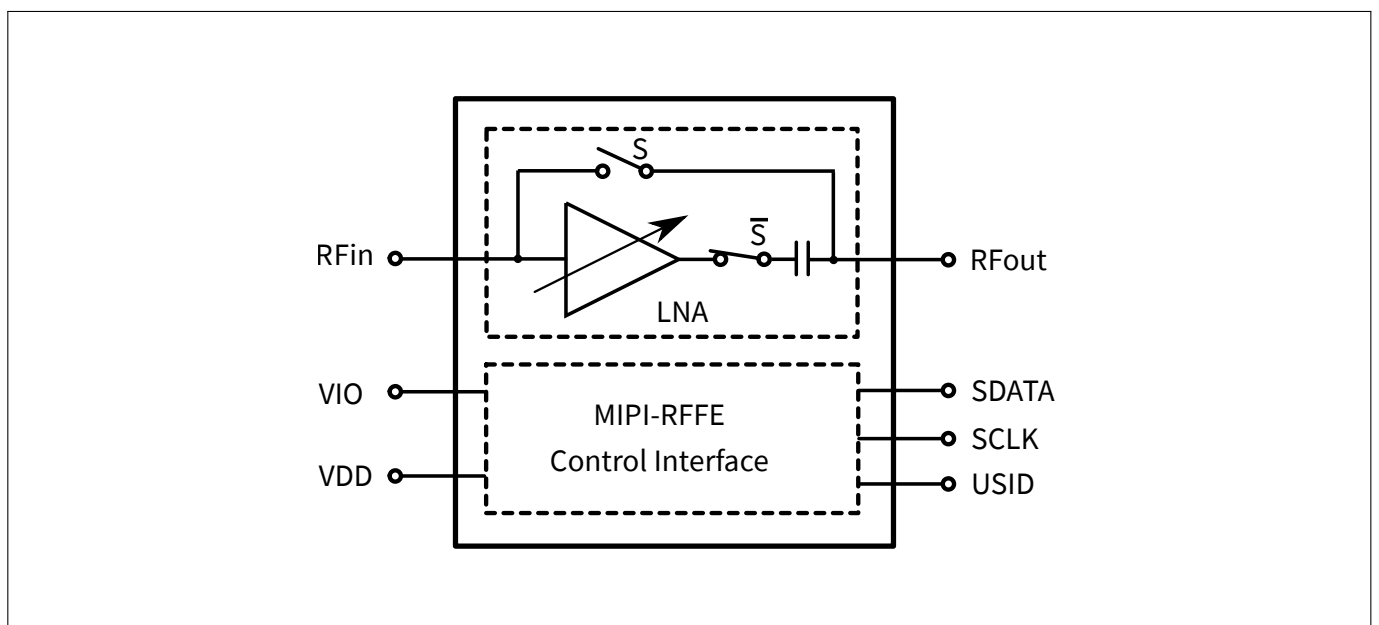 S
RFin
S̅
RFout
LNA
VIO
MIPI-RFFE
Control Interface
SDATA
SCLK
VDD
USID